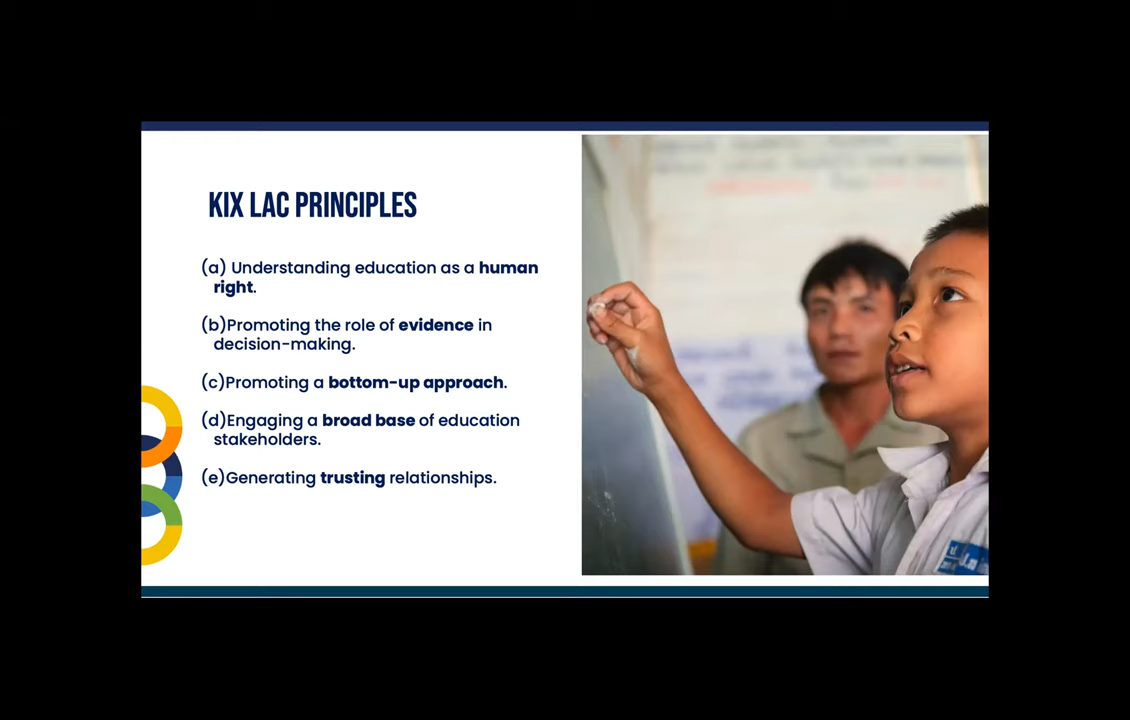 KIX LAC PRINCIPLES
(a) Understanding education as a human
right.
(b)Promoting the role of evidence in
decision-making.
(c)Promoting a bottom-up approach.
(d)Engaging a broad base of education
stakeholders.
(e)Generating trusting relationships.